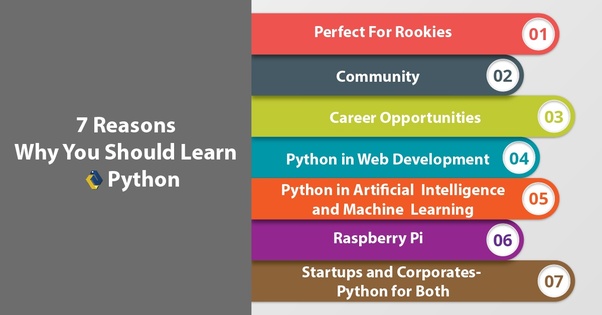 7 Reasons
Why You Should Learn
Python
Perfect For Rookies
01
Community
02
Career Opportunities
03
Python in Web Development
04
Python in Artificial Intelligence
and Machine Learning
05
Raspberry Pi
06
Startups and Corporates-
Python for Both
07